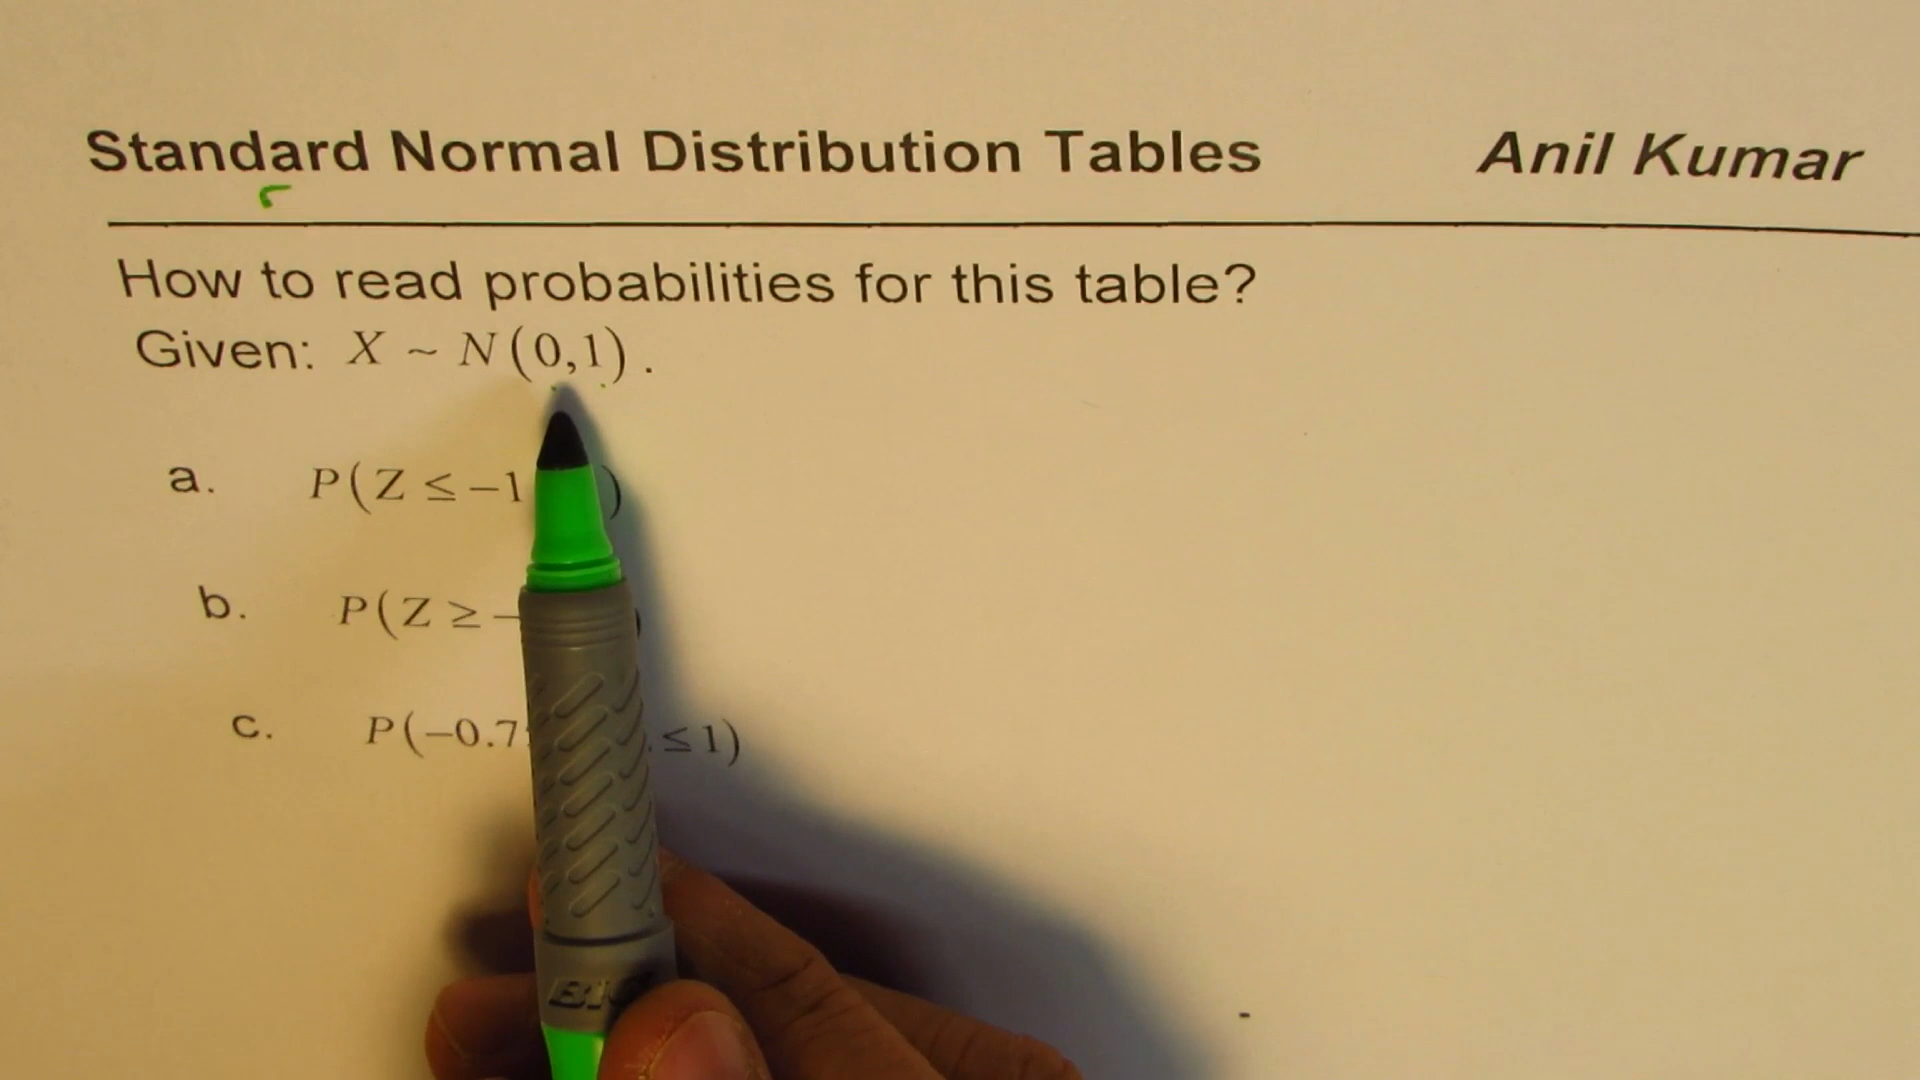 Standard Normal Distribution Tables Anil Kumar
How to read probabilities for this table?
Given: X ~ N(0,1).
a. P(Z ≤ −1 )
b. P(Z ≥ − )
c. P(−0.7 ≤ 1)
BIC